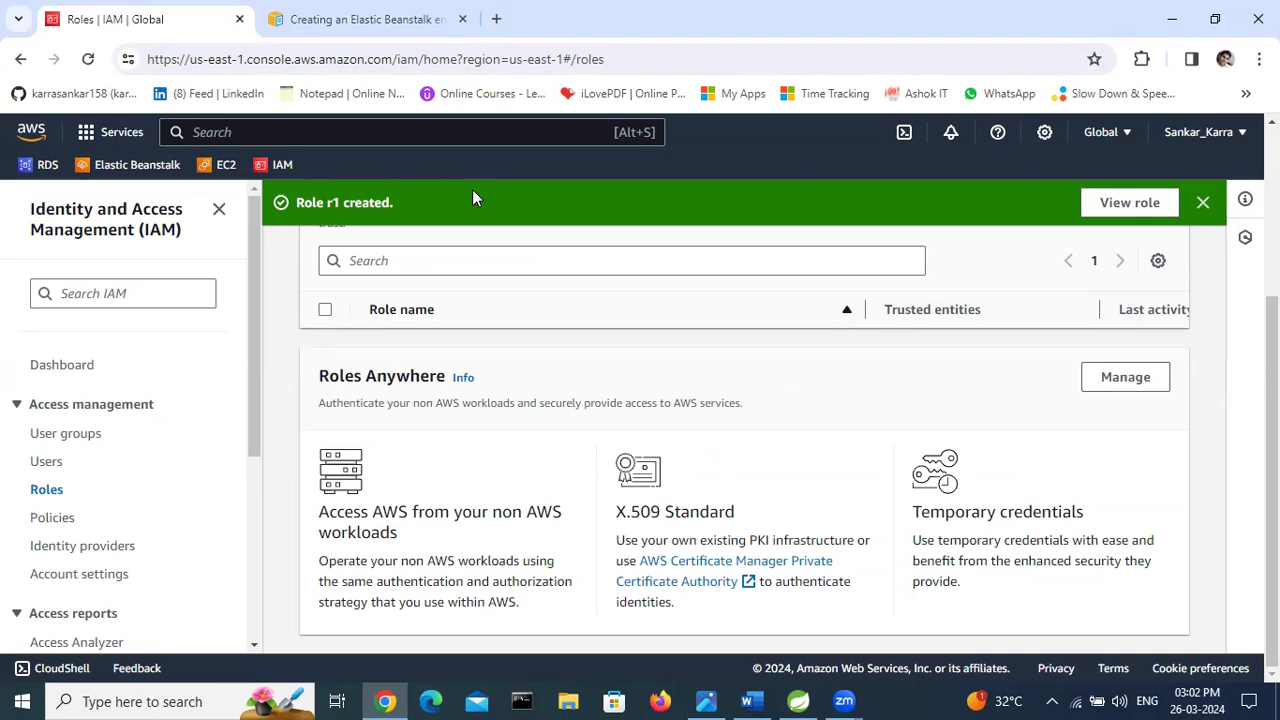 Roles | IAM | Global
Creating an Elastic Beanstalk en
https://us-east-1.console.aws.amazon.com/iam/home?region=us-east-1#/roles
karrasankar158 (kar...
(8) Feed | LinkedIn
Notepad | Online N...
Online Courses - Le...
iLovePDF | Online P...
My Apps
Time Tracking
Ashok IT
WhatsApp
Slow Down & Spee...
aws
Services
Search
[Alt+S]
Global
Sankar_Karra
RDS
Elastic Beanstalk
EC2
IAM
Identity and Access
Management (IAM)
Search IAM
Dashboard
Access management
User groups
Users
Roles
Policies
Identity providers
Account settings
Access reports
Access Analyzer
Role r1 created.
View role
trust.
Search
1
Role name
Trusted entities
Last activity
Roles Anywhere
Info
Manage
Authenticate your non AWS workloads and securely provide access to AWS services.
Access AWS from your non AWS
workloads
Operate your non AWS workloads using
the same authentication and authorization
strategy that you use within AWS.
X.509 Standard
Use your own existing PKI infrastructure or
use AWS Certificate Manager Private
Certificate Authority to authenticate
identities.
Temporary credentials
Use temporary credentials with ease and
benefit from the enhanced security they
provide.
CloudShell
Feedback
© 2024, Amazon Web Services, Inc. or its affiliates.
Privacy
Terms
Cookie preferences
Type here to search
zm
1
32°C
ENG
03:02 PM
26-03-2024